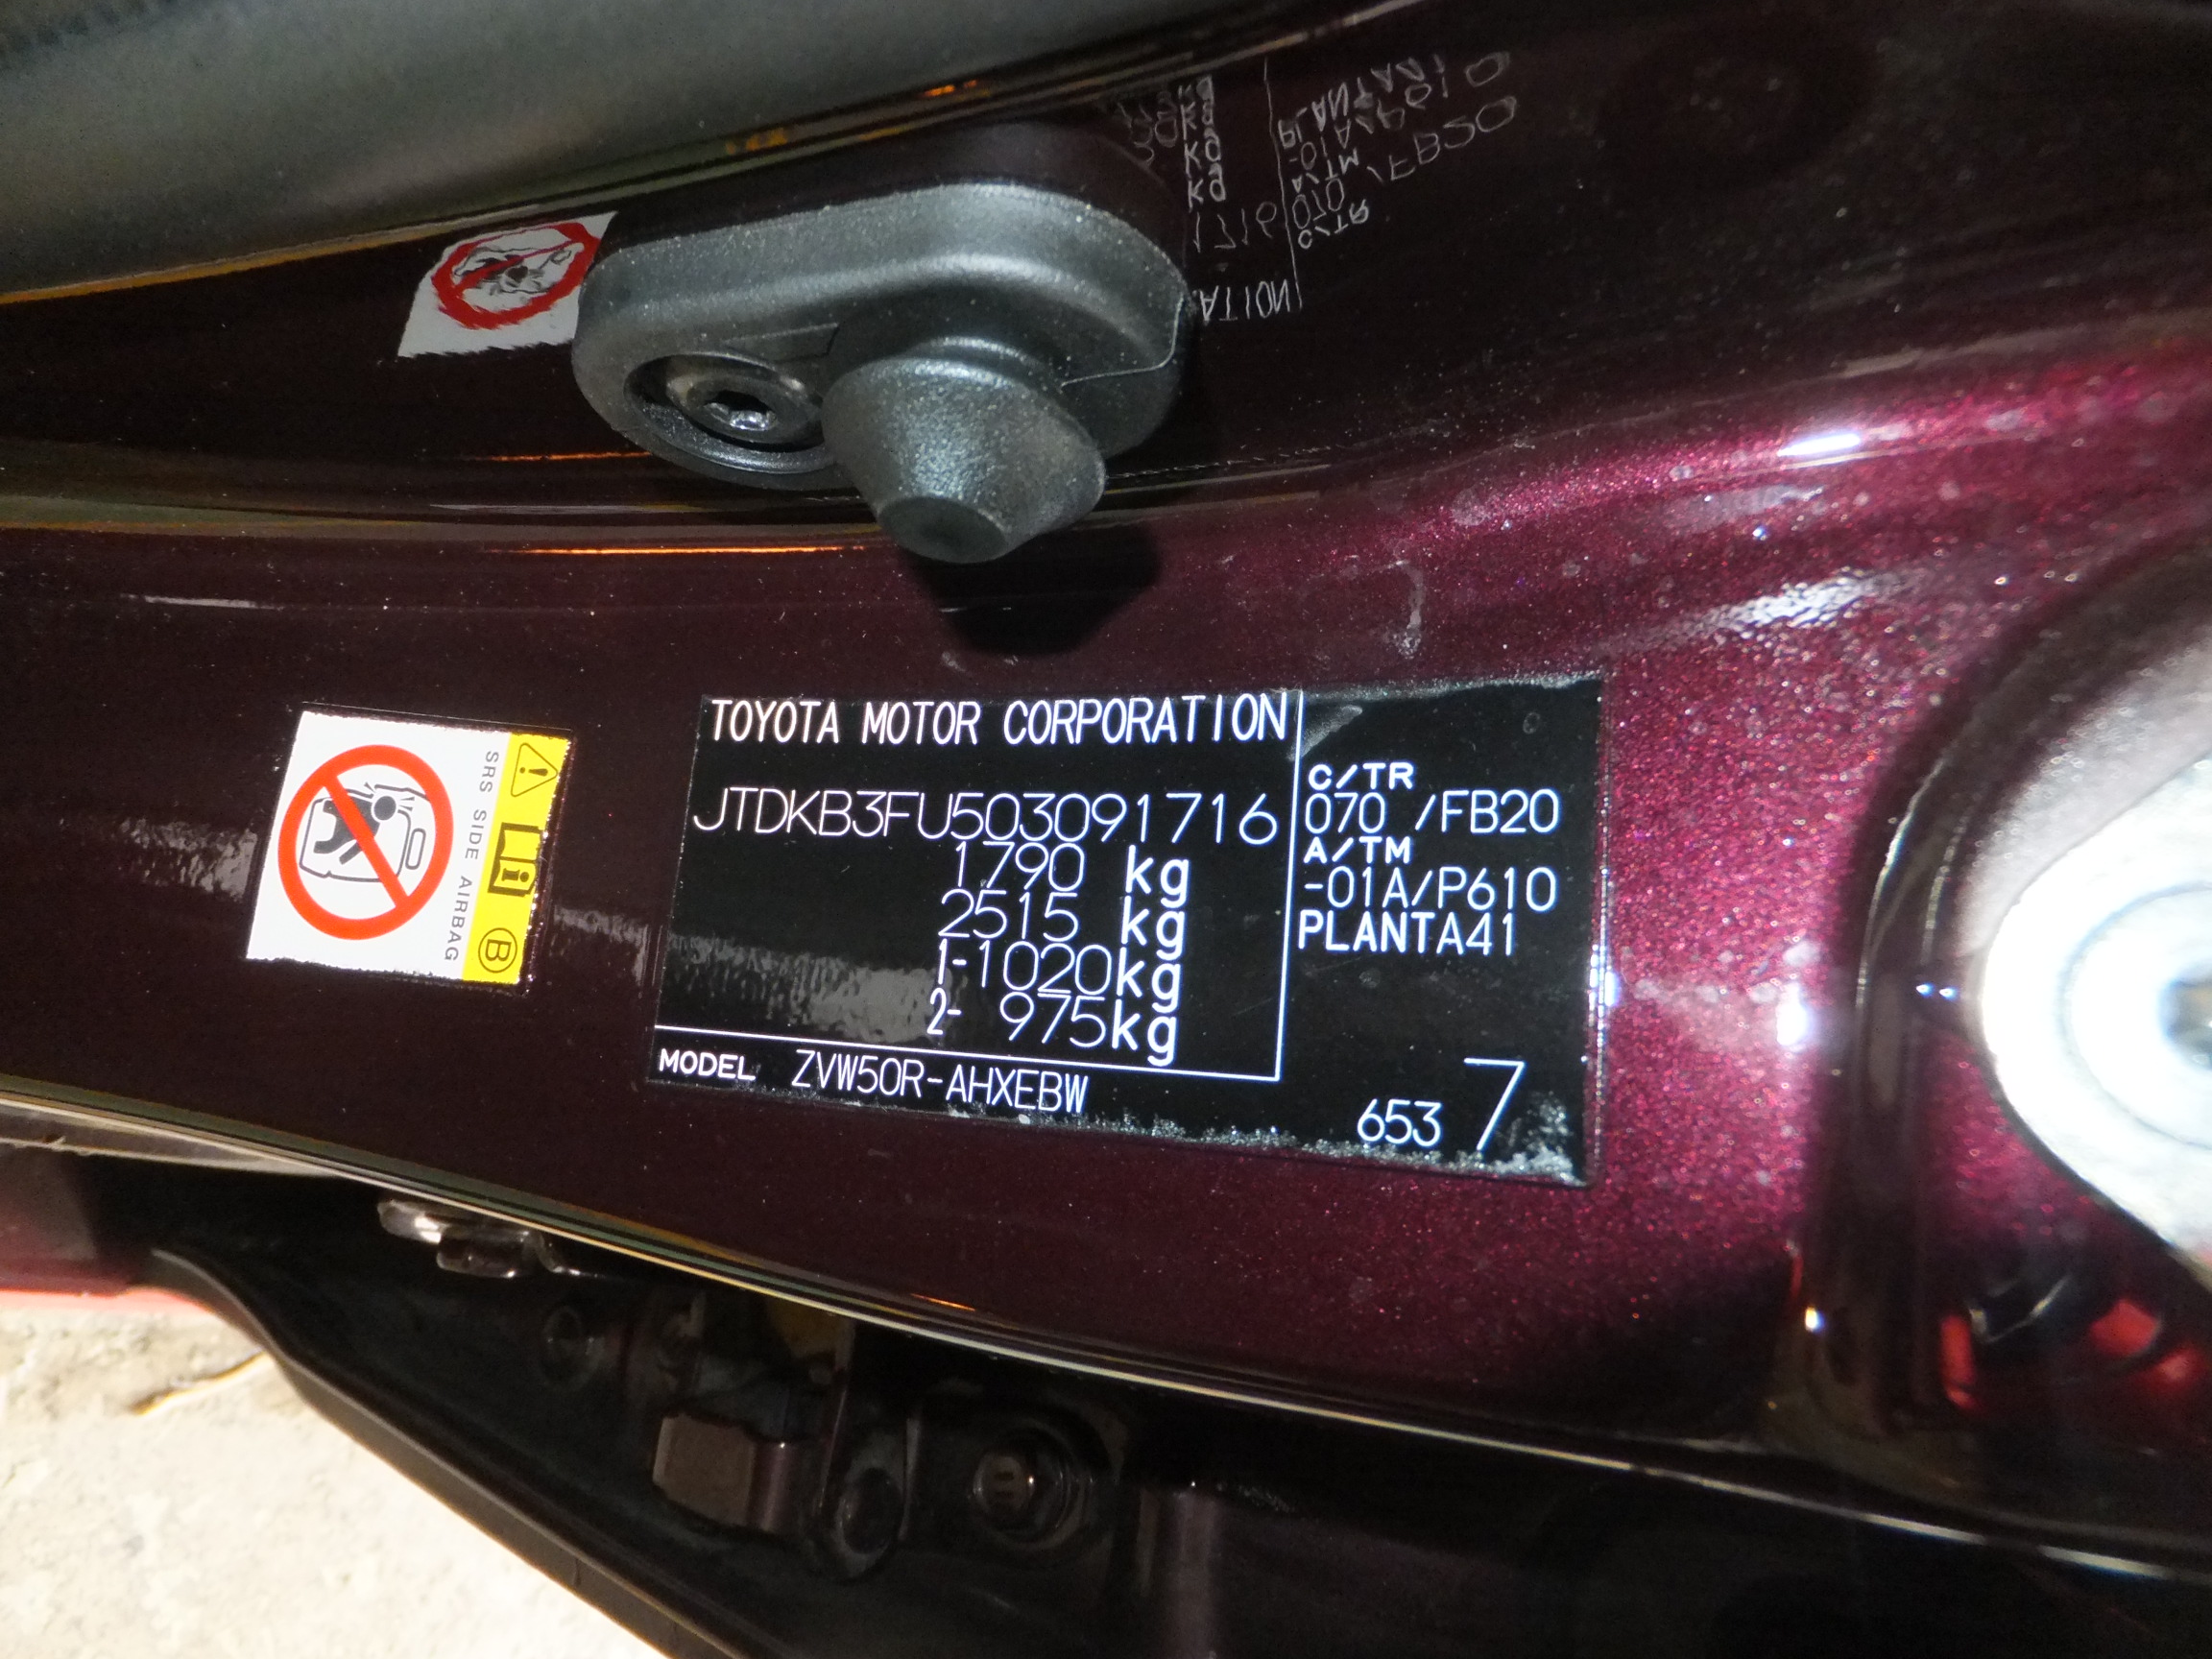 TOYOTA MOTOR CORPORATION
JTDKB3FU503091716
1790 kg
2515 kg
1-1020kg
2- 975kg
MODEL ZVW50R-AHXEBW
C/TR
070 /FB20
A/TM
-01A/P610
PLANTA41
653 7
SRS SIDE AIRBAG
B